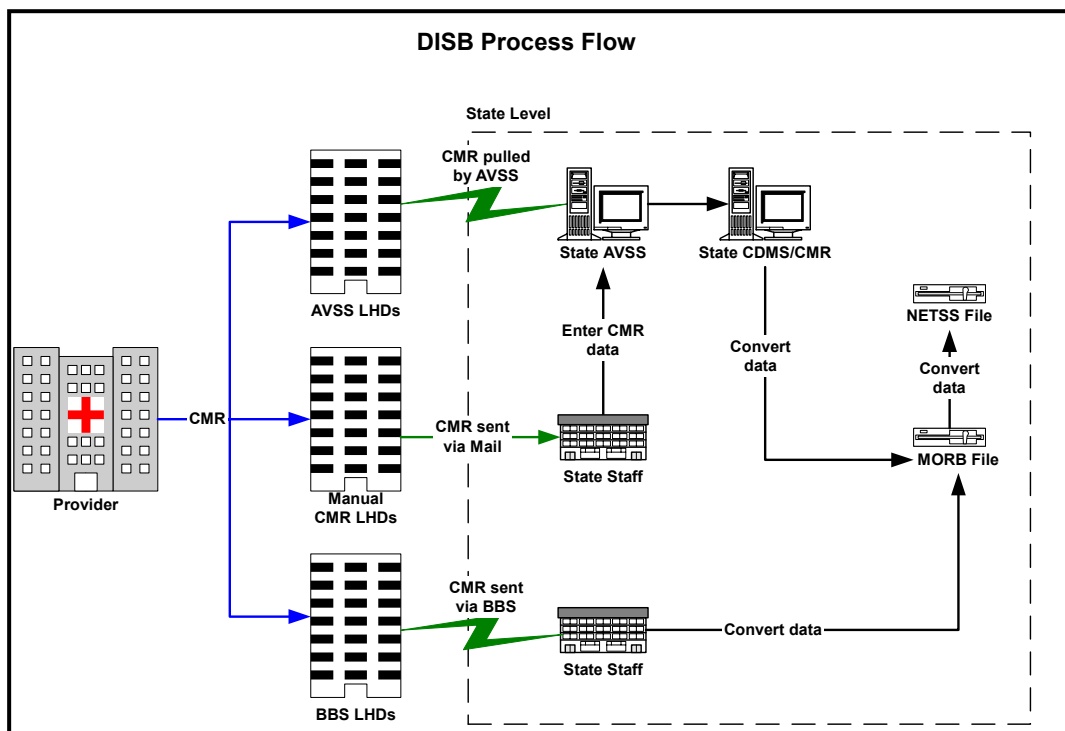 DISB Process Flow
State Level
CMR pulled
by AVSS
State AVSS
State CDMS/CMR
AVSS LHDs
NETSS File
Enter CMR
data
Convert
data
Convert
data
CMR
CMR sent
via Mail
State Staff
MORB File
Provider
Manual
CMR LHDs
CMR sent
via BBS
Convert data
State Staff
BBS LHDs